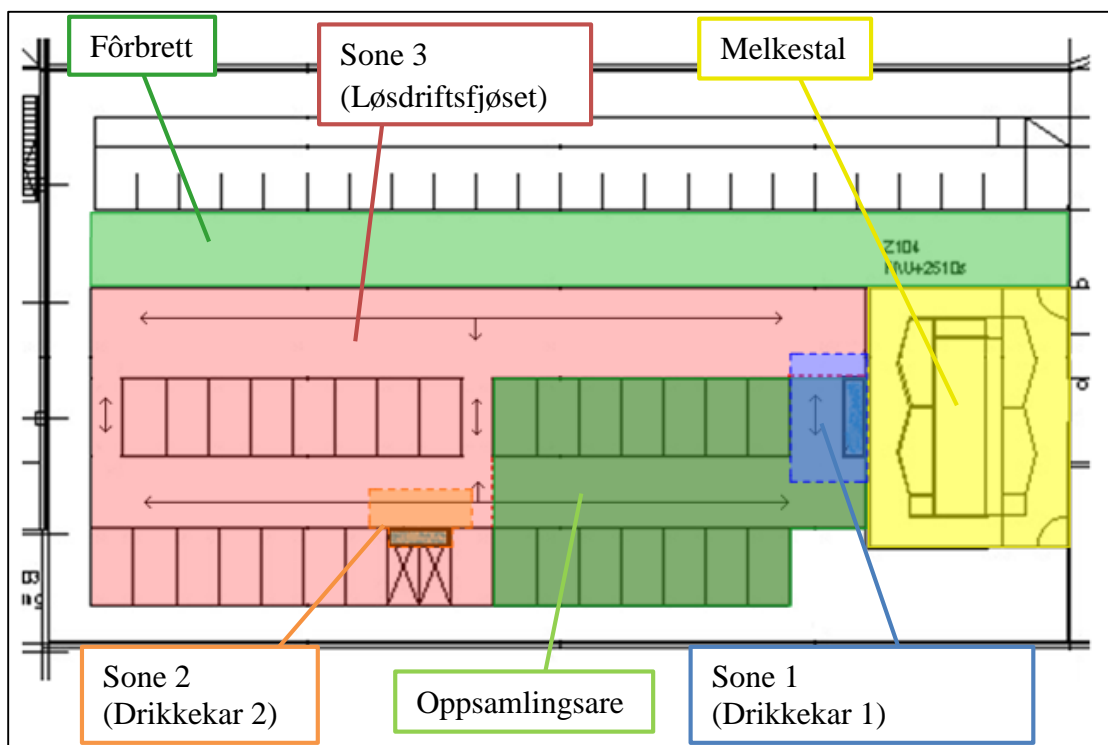 Fôrbrett
Sone 3
(Løsdriftsfjøset)
Melkestal
Z104
Sone 2
(Drikkekar 2)
Oppsamlingsare
Sone 1
(Drikkekar 1)